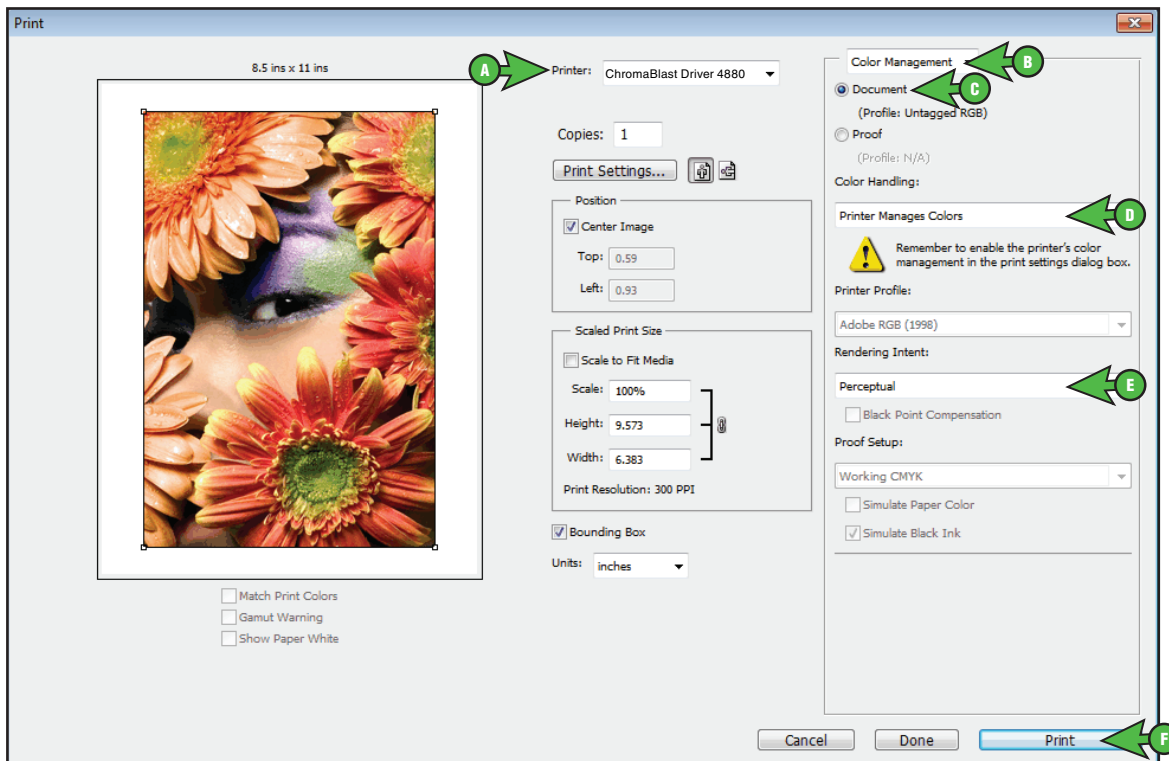 Print
8.5 ins x 11 ins
Match Print Colors
Gamut Warning
Show Paper White
A
Printer: ChromaBlast Driver 4880
Copies: 1
Print Settings...
Position
Center Image
Top: 0.59
Left: 0.93
Scaled Print Size
Scale to Fit Media
Scale: 100%
Height: 9.573
Width: 6.383
Print Resolution: 300 PPI
Bounding Box
Units: inches
Color Management B
Document C
(Profile: Untagged RGB)
Proof
(Profile: N/A)
Color Handling:
Printer Manages Colors D
Remember to enable the printer's color
management in the print settings dialog box.
Printer Profile:
Adobe RGB (1998)
Rendering Intent:
Perceptual E
Black Point Compensation
Proof Setup:
Working CMYK
Simulate Paper Color
Simulate Black Ink
Cancel
Done
Print F